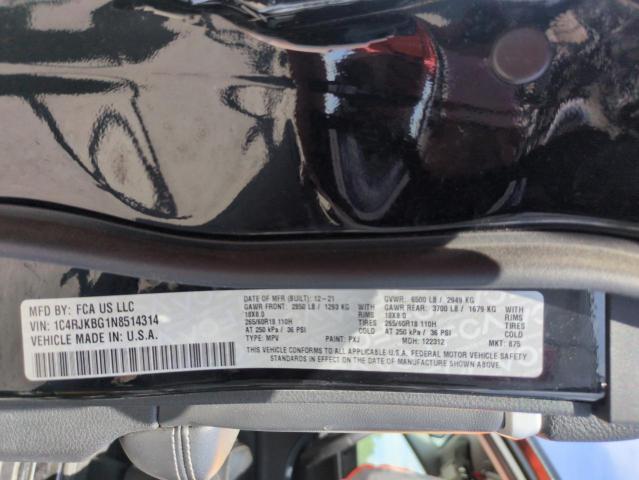 MFD BY: FCA US LLC
VIN: 1C4RJKBG1N8514314
VEHICLE MADE IN: U.S.A.
DATE OF MFR (BUILT): 12-21 GVWR: 6500 LB / 2949 KG
GAWR FRONT: 2850 LB / 1293 KG WITH GAWR REAR: 3700 LB / 1679 KG WITH
18X8.0 RIMS 18X8.0 RIMS
265/60R18 110H TIRES 265/60R18 110H TIRES
AT 250 kPa / 36 PSI AT 250 kPa / 36 PSI
TYPE: MPV PAINT: PXJ MDH: 122312 MKT: 875
THIS VEHICLE CONFORMS TO ALL APPLICABLE U.S.A. FEDERAL MOTOR VEHICLE SAFETY
STANDARDS IN EFFECT ON THE DATE OF MANUFACTURE SHOWN ABOVE.